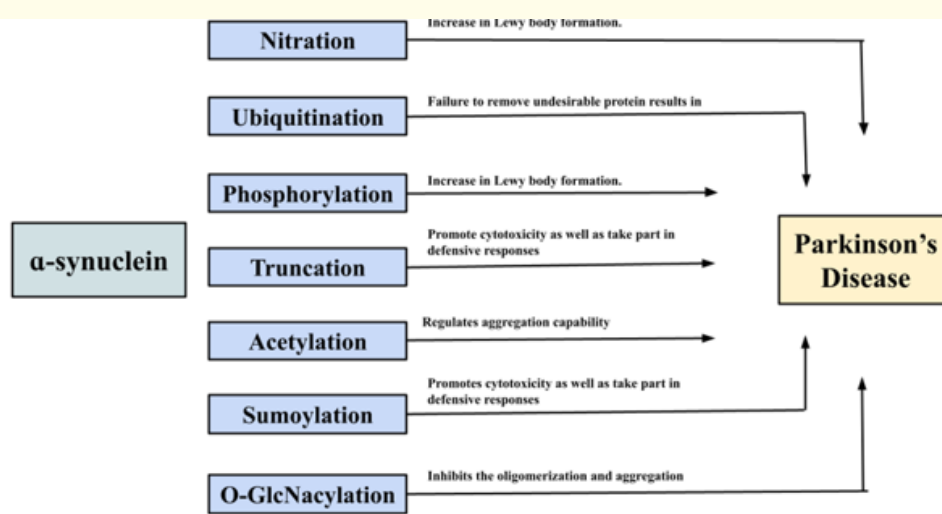 Increase in Lewy body formation.
Nitration
Failure to remove undesirable protein results in
Ubiquitination
Increase in Lewy body formation.
Phosphorylation
Promote cytotoxicity as well as take part in
defensive responses
Truncation
α-synuclein
Parkinson's
Disease
Regulates aggregation capability
Acetylation
Promotes cytotoxicity as well as take part in
defensive responses
Sumoylation
Inhibits the oligomerization and aggregation
O-GlcNacylation